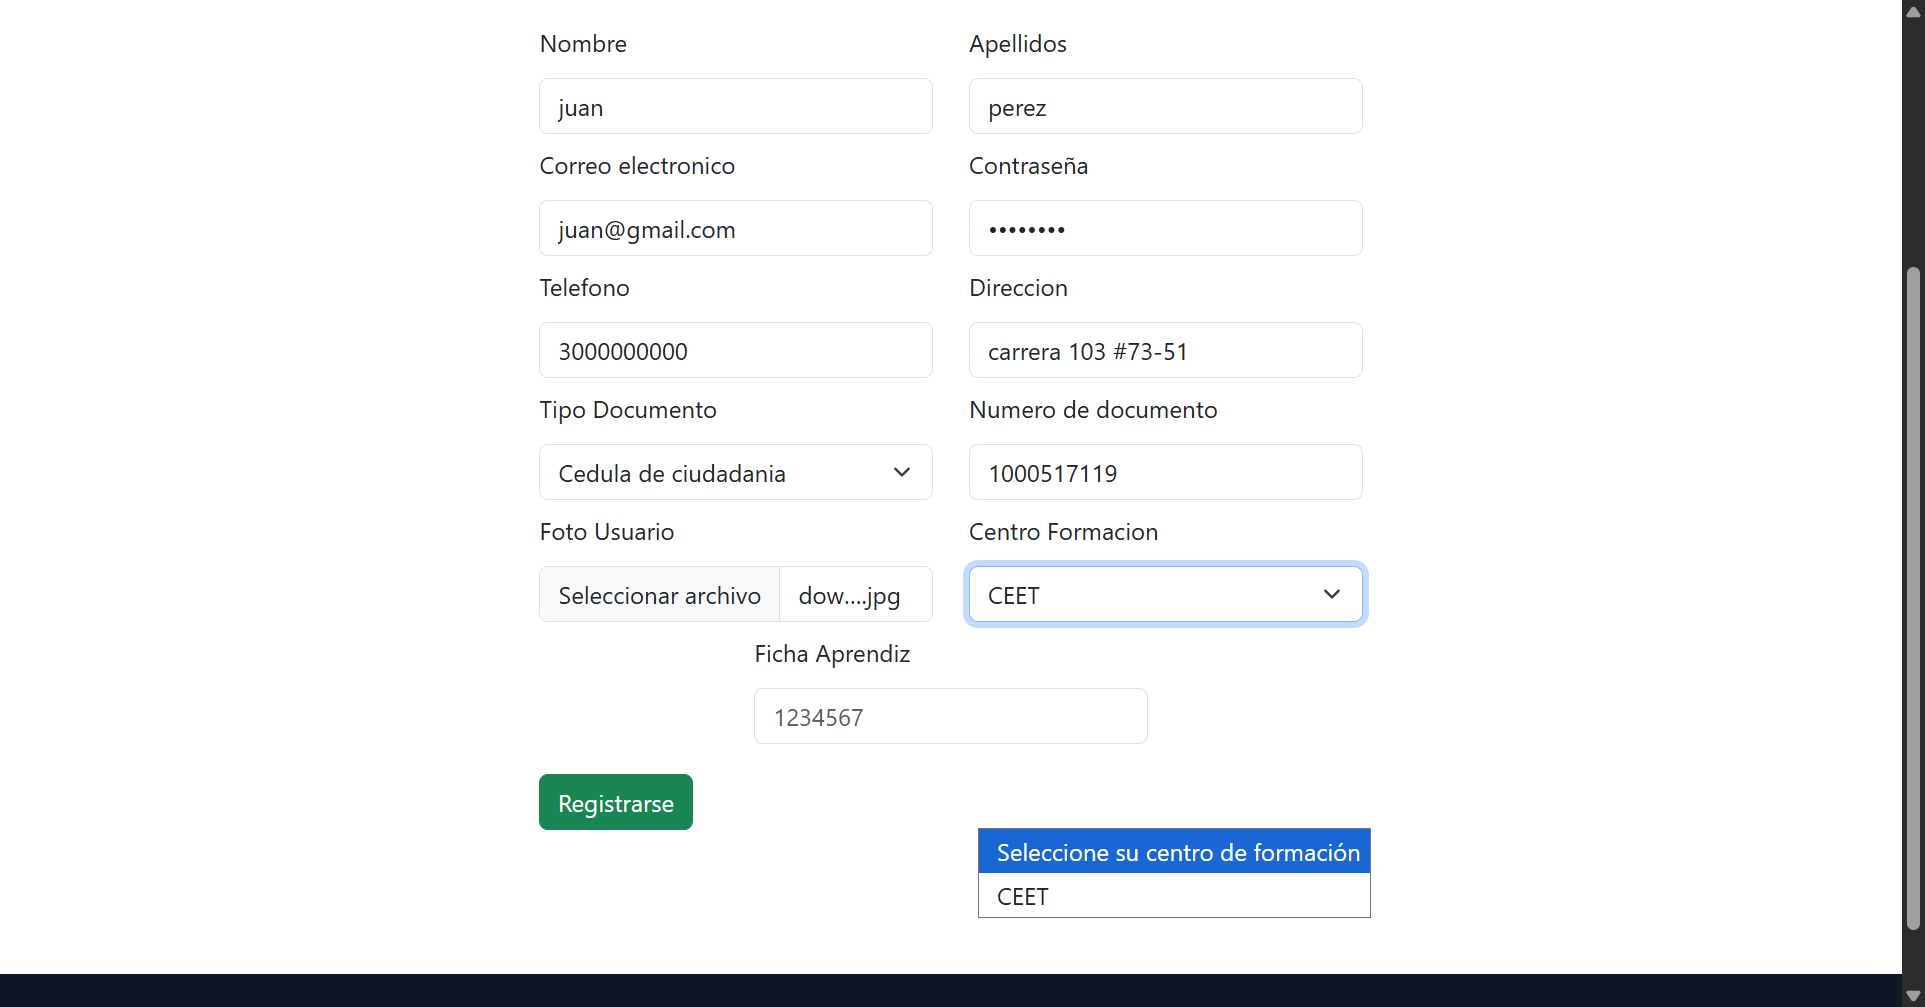 Nombre
Apellidos
juan
perez
Correo electronico
Contraseña
juan@gmail.com
••••••••
Telefono
Direccion
3000000000
carrera 103 #73-51
Tipo Documento
Numero de documento
Cedula de ciudadania
1000517119
Foto Usuario
Centro Formacion
Seleccionar archivo
dow....jpg
CEET
Ficha Aprendiz
1234567
Registrarse
Seleccione su centro de formación
CEET